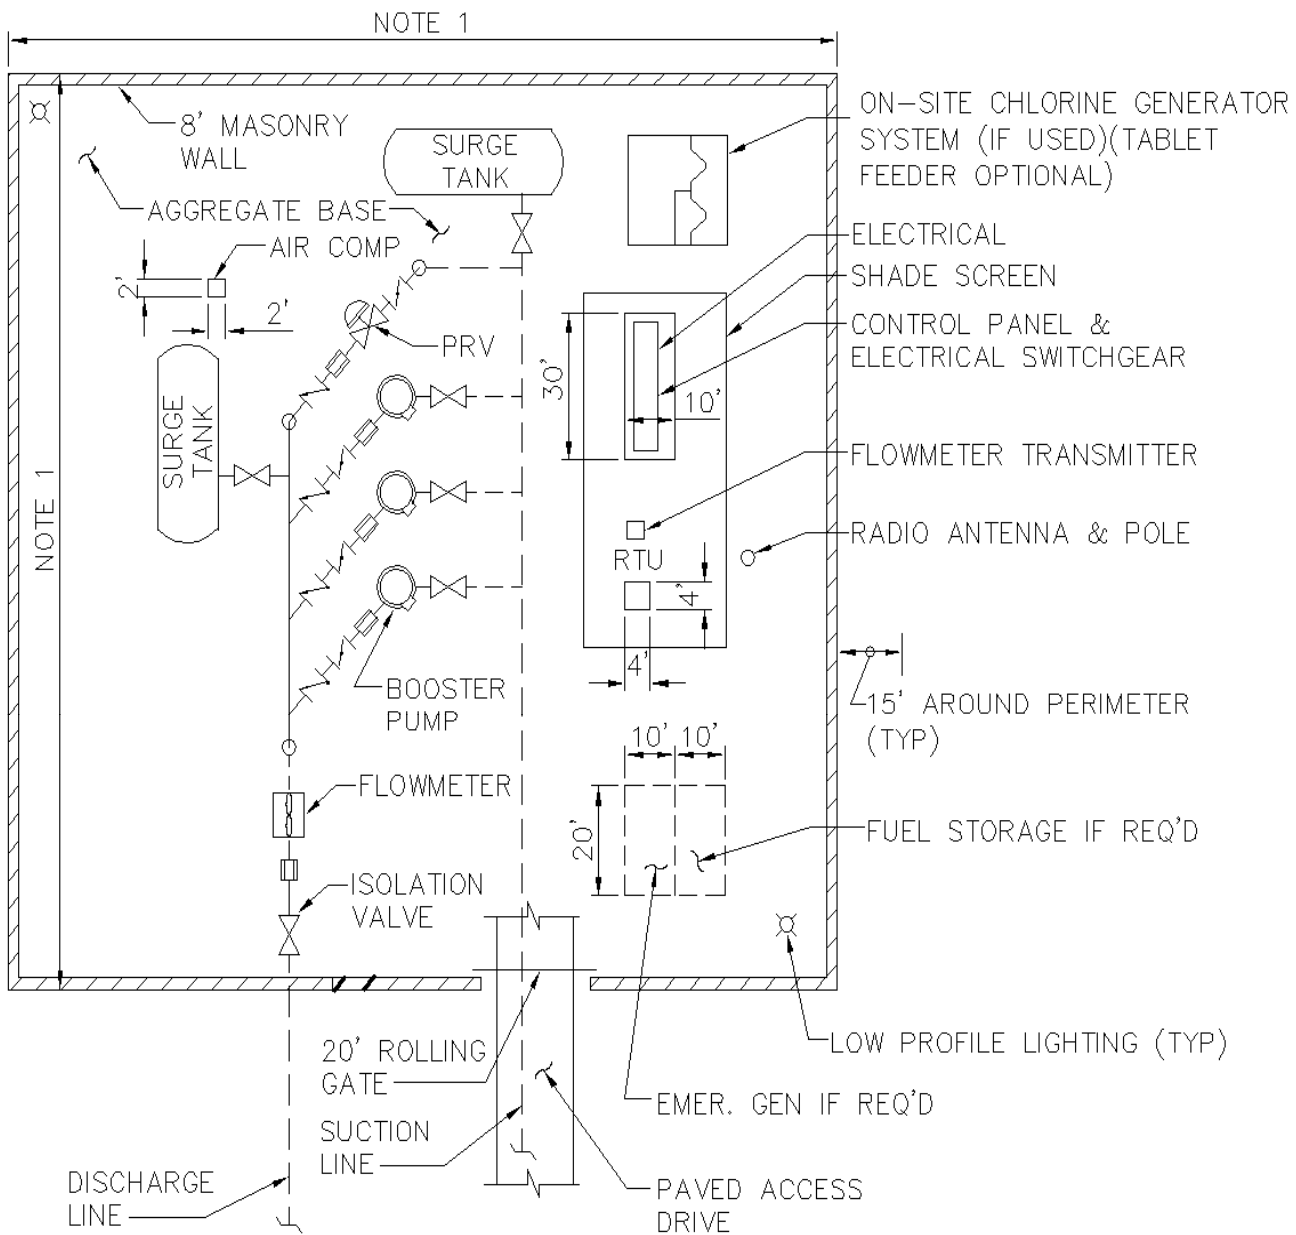 NOTE 1
8' MASONRY
WALL
SURGE
TANK
ON-SITE CHLORINE GENERATOR
SYSTEM (IF USED)(TABLET
FEEDER OPTIONAL)
AGGREGATE BASE
AIR COMP
2'
2'
ELECTRICAL
SHADE SCREEN
CONTROL PANEL &
ELECTRICAL SWITCHGEAR
PRV
30'
10'
SURGE
TANK
FLOWMETER TRANSMITTER
NOTE 1
RADIO ANTENNA & POLE
RTU
4'
4'
BOOSTER
PUMP
15' AROUND PERIMETER
(TYP)
10'
10'
FLOWMETER
20'
FUEL STORAGE IF REQ'D
ISOLATION
VALVE
20' ROLLING
GATE
LOW PROFILE LIGHTING (TYP)
EMER. GEN IF REQ'D
SUCTION
LINE
DISCHARGE
LINE
PAVED ACCESS
DRIVE